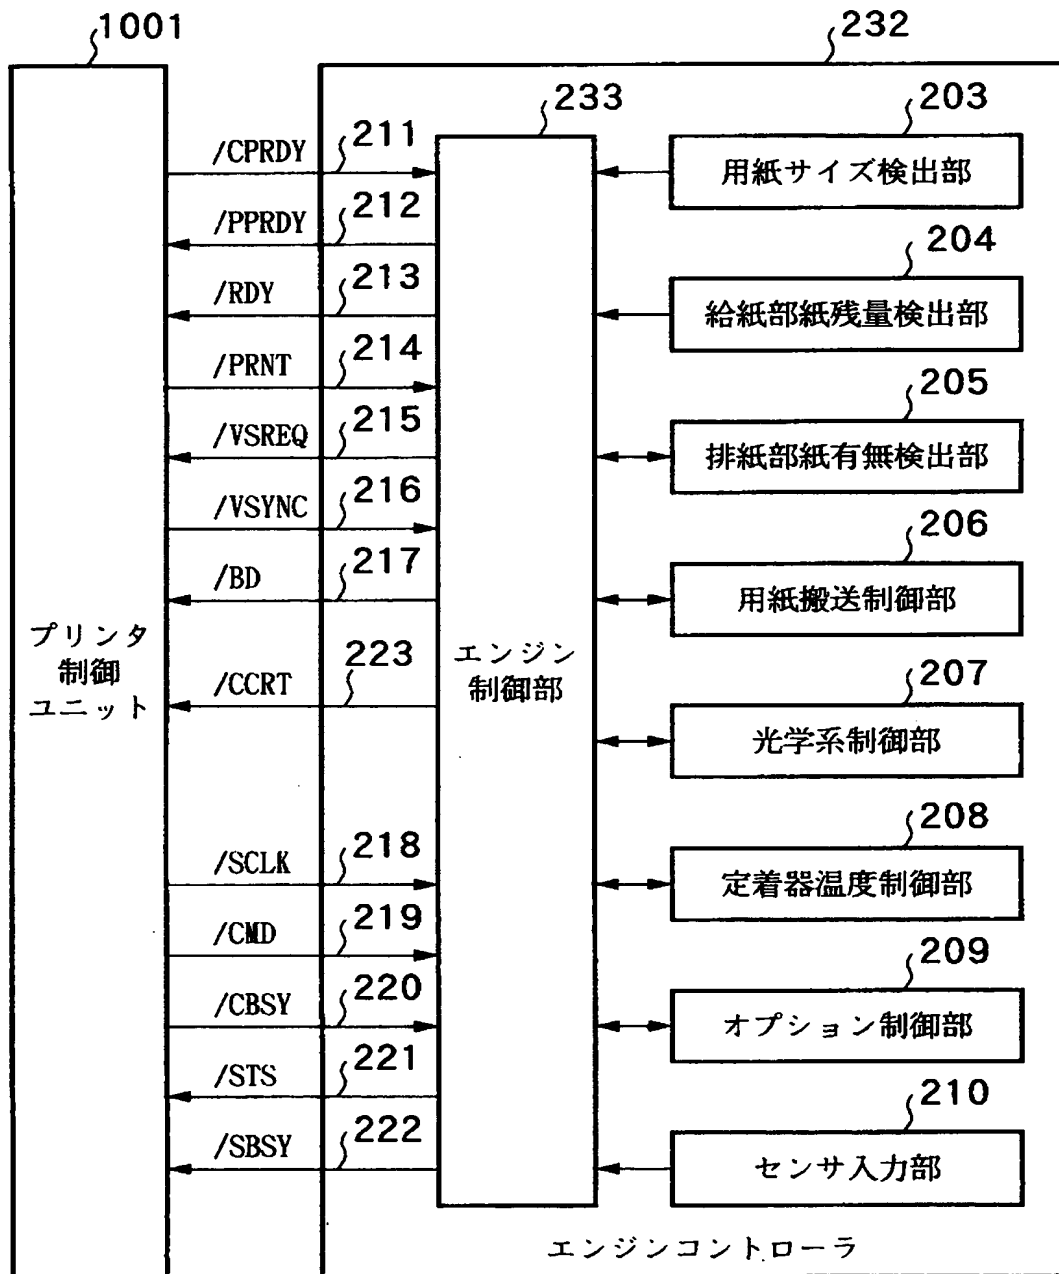 1001
232
233
203
/CPRDY
211
用紙サイズ検出部
/PPRDY
212
204
/RDY
213
給紙部紙残量検出部
/PRNT
214
205
/VSREQ
215
排紙部紙有無検出部
/VSYNC
216
206
/BD
217
用紙搬送制御部
プリンタ
制御
ユニット
/CCRT
223
エンジン
制御部
207
光学系制御部
208
/SCLK
218
定着器温度制御部
/CMD
219
209
/CBSY
220
オプション制御部
/STS
221
210
/SBSY
222
センサ入力部
エンジンコントローラ